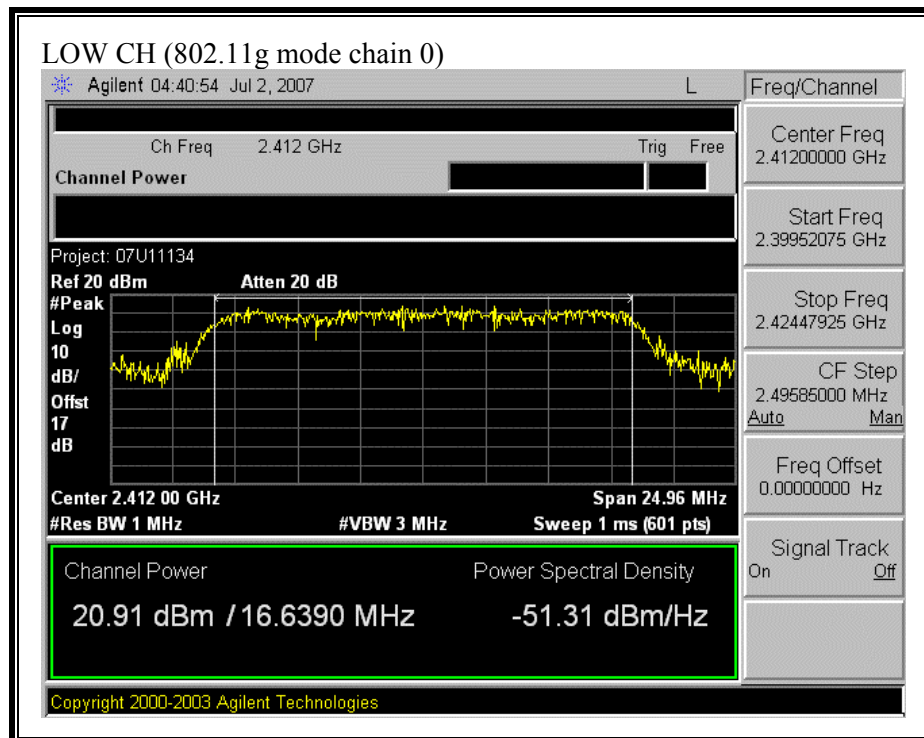 LOW CH (802.11g mode chain 0)
Agilent 04:40:54 Jul 2, 2007 L
Freq/Channel
Ch Freq 2.412 GHz Trig Free
Channel Power
Center Freq
2.41200000 GHz
Start Freq
2.39952075 GHz
Stop Freq
2.42447925 GHz
CF Step
2.49585000 MHz
Auto Man
Freq Offset
0.00000000 Hz
Signal Track
On Off
Project: 07U11134
Ref 20 dBm Atten 20 dB
#Peak
Log
10
dB/
Offst
17
dB
Center 2.412 00 GHz Span 24.96 MHz
#Res BW 1 MHz #VBW 3 MHz Sweep 1 ms (601 pts)
Channel Power Power Spectral Density
20.91 dBm / 16.6390 MHz -51.31 dBm/Hz
Copyright 2000-2003 Agilent Technologies